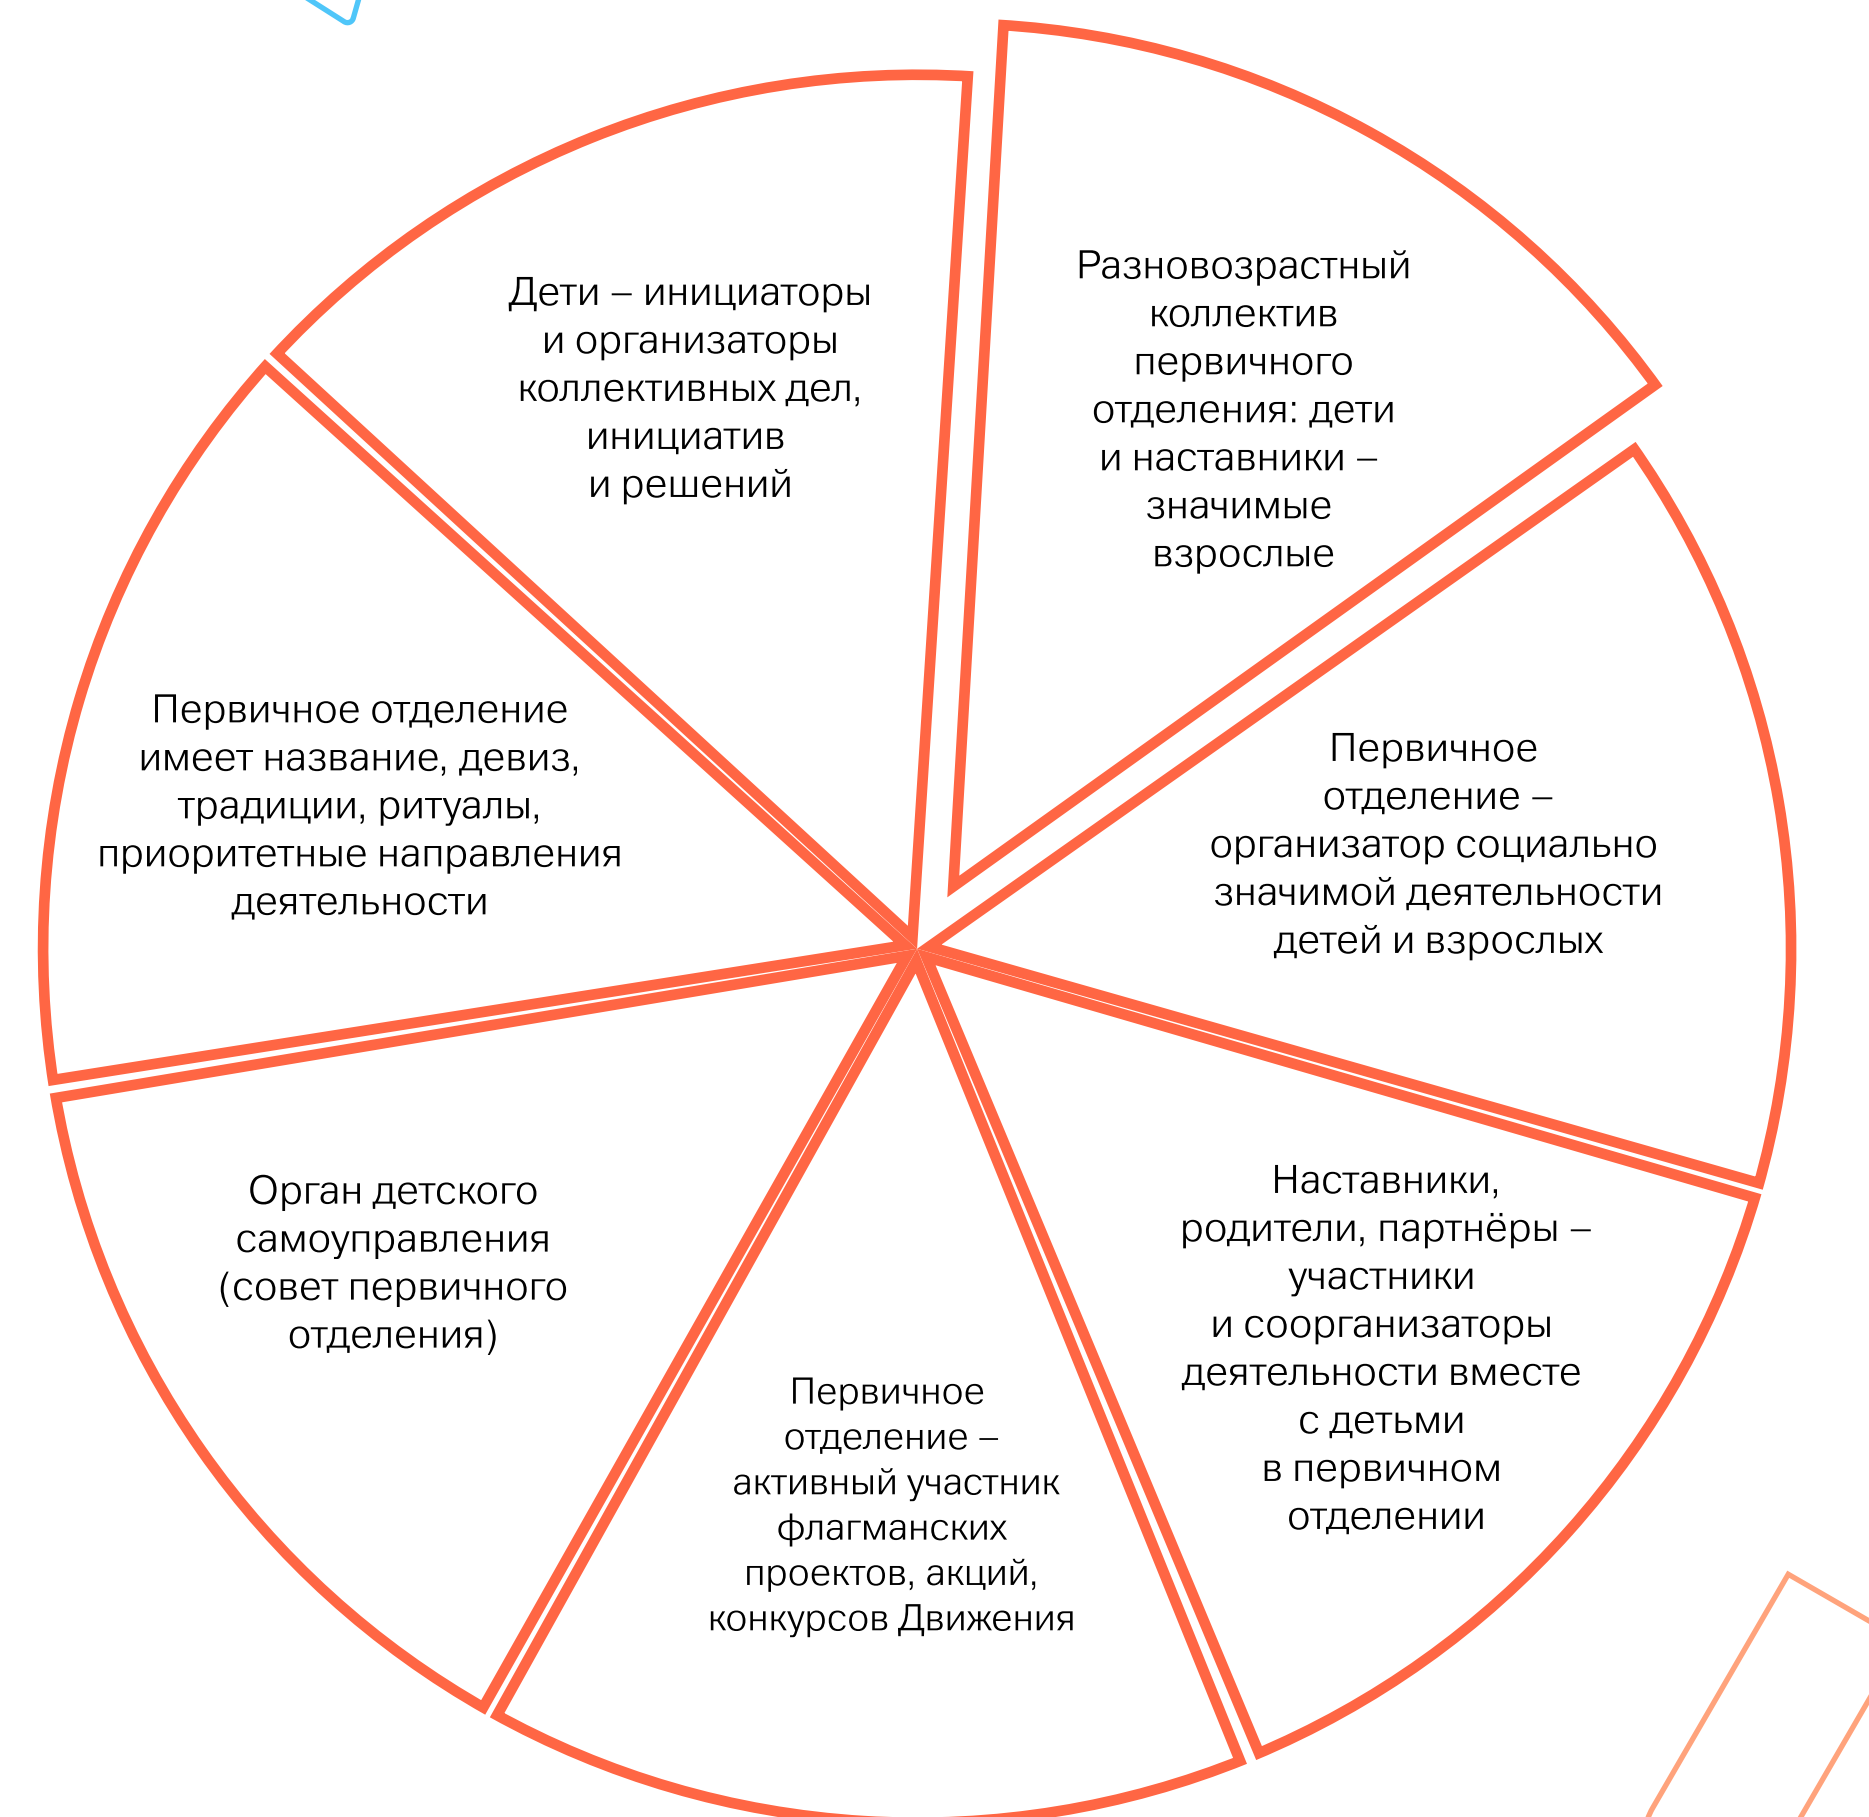 Дети – инициаторы
и организаторы
коллективных дел,
инициатив
и решений
Разновозрастный
коллектив
первичного
отделения: дети
и наставники –
значимые
взрослые
Первичное отделение
имеет название, девиз,
традиции, ритуалы,
приоритетные направления
деятельности
Первичное
отделение –
организатор социально
значимой деятельности
детей и взрослых
Орган детского
самоуправления
(совет первичного
отделения)
Первичное
отделение –
активный участник
флагманских
проектов, акций,
конкурсов Движения
Наставники,
родители, партнёры –
участники
и соорганизаторы
деятельности вместе
с детьми
в первичном
отделении